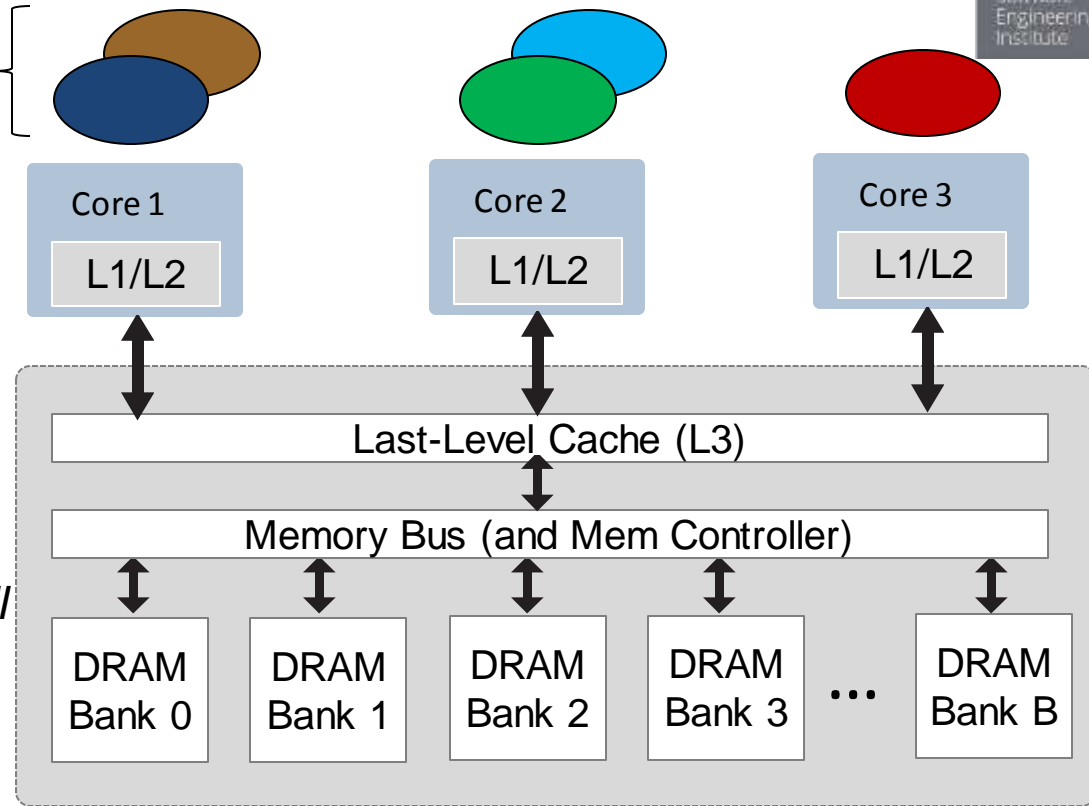 Engineering
Institute
Core 1
Core 2
Core 3
L1/L2
L1/L2
L1/L2
Last-Level Cache (L3)
Memory Bus (and Mem Controller)
DRAM
Bank 0
DRAM
Bank 1
DRAM
Bank 2
DRAM
Bank 3
...
DRAM
Bank B